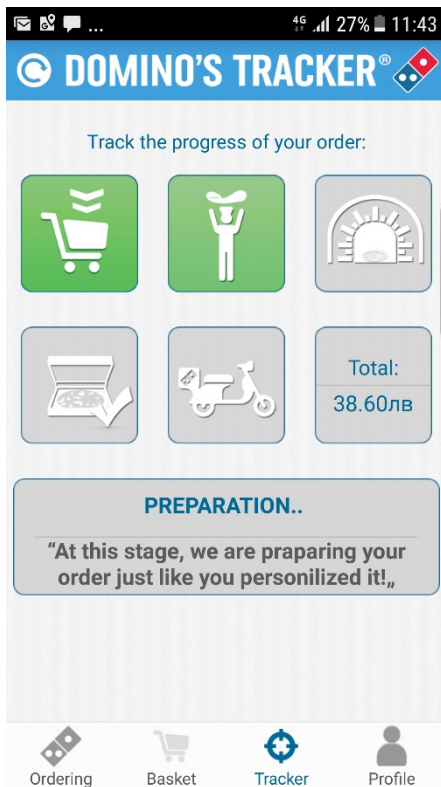 4G 27% 11:43
DOMINO'S TRACKER®
Track the progress of your order:
Total:
38.60лв
PREPARATION..
“At this stage, we are praparing your
order just like you personilized it!„
Ordering Basket Tracker Profile